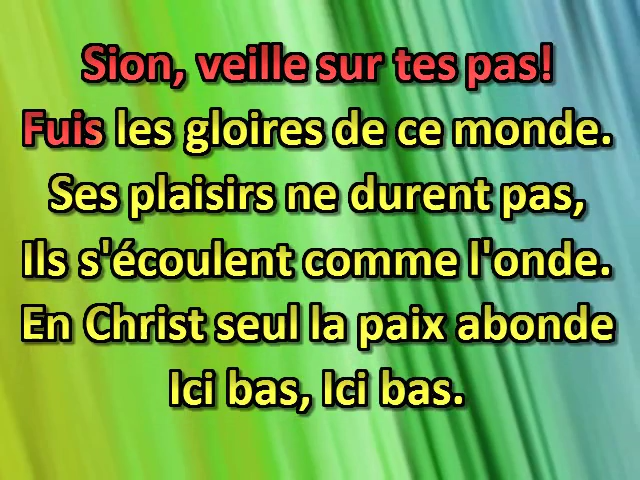 Sion, veille sur tes pas!
Fuis les gloires de ce monde.
Ses plaisirs ne durent pas,
Ils s'écoulent comme l'onde.
En Christ seul la paix abonde
Ici bas, Ici bas.